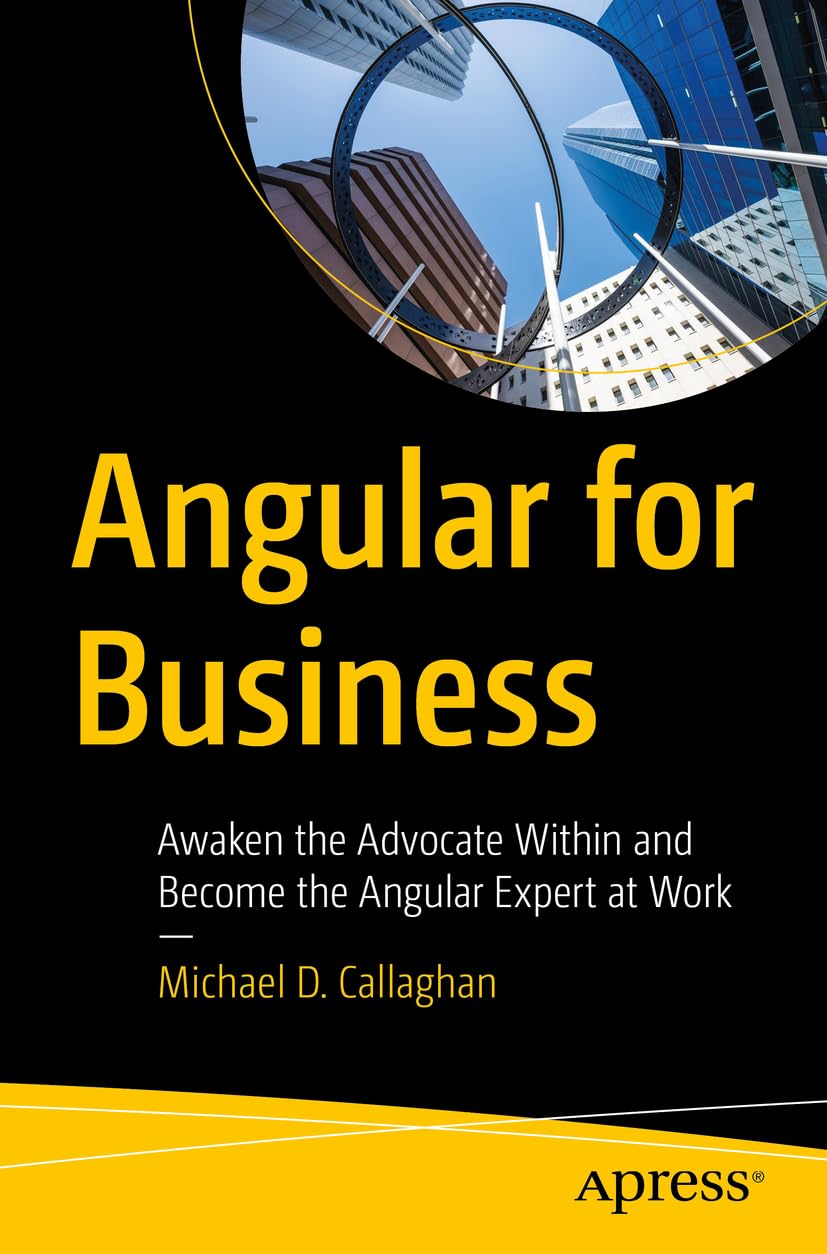 Angular for
Business
Awaken the Advocate Within and
Become the Angular Expert at Work
Michael D. Callaghan
Apress®